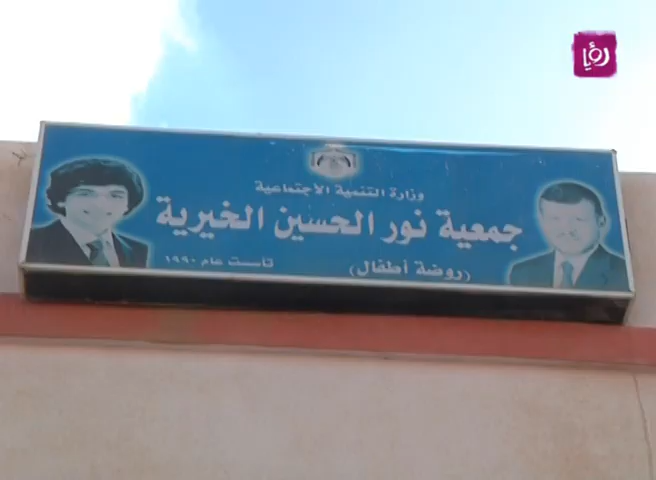 رؤيا
وزارة التنمية الاجتماعية
جمعية نور الحسين الخيرية
(روضة أطفال) تأسست عام ١٩٩٠